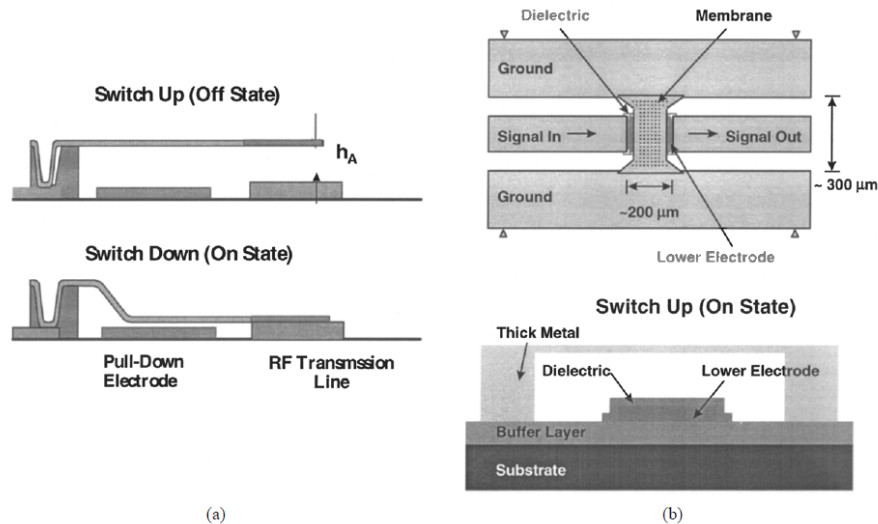 Switch Up (Off State)
hA
Switch Down (On State)
Pull-Down
Electrode
RF Transmssion
Line
(a)
Dielectric
Membrane
Ground
Signal In
Signal Out
~ 300 µm
Ground
~200 µm
Lower Electrode
Switch Up (On State)
Thick Metal
Dielectric
Lower Electrode
Buffer Layer
Substrate
(b)